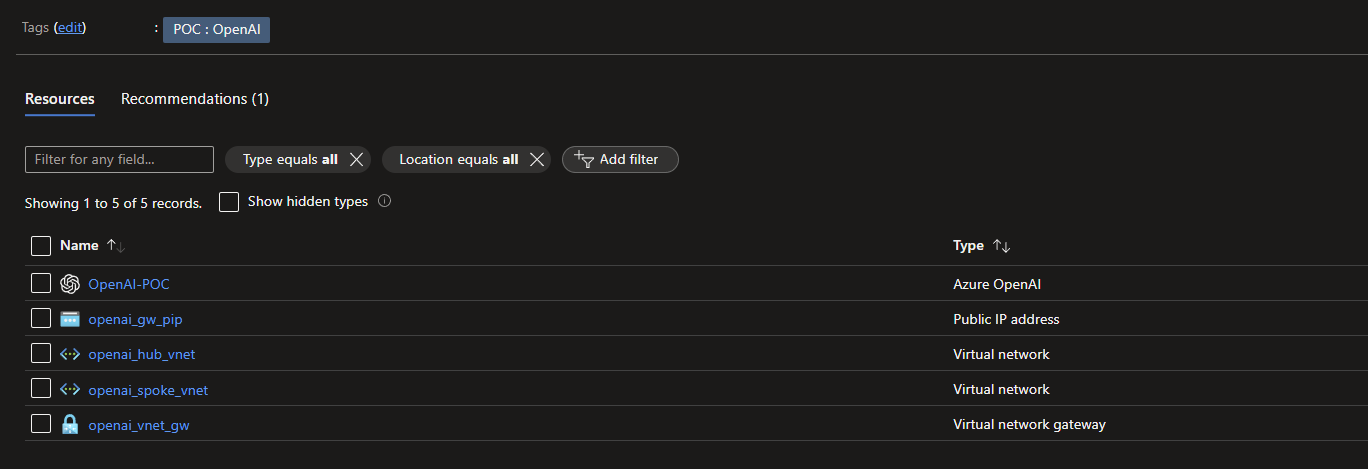 Tags (edit) : POC : OpenAI
Resources Recommendations (1)
Filter for any field... Type equals all Location equals all Add filter
Showing 1 to 5 of 5 records. Show hidden types
Name Type
OpenAI-POC Azure OpenAI
openai_gw_pip Public IP address
openai_hub_vnet Virtual network
openai_spoke_vnet Virtual network
openai_vnet_gw Virtual network gateway